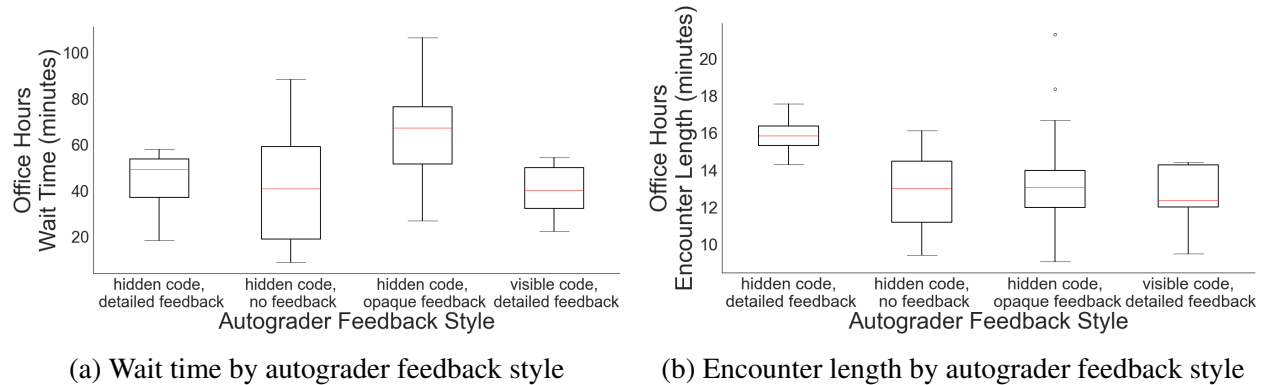 Office Hours
Wait Time (minutes)
100
80
60
40
20
hidden code,
detailed feedback
hidden code,
no feedback
hidden code,
opaque feedback
visible code,
detailed feedback
Autograder Feedback Style
(a) Wait time by autograder feedback style
Office Hours
Encounter Length (minutes)
20
18
16
14
12
10
hidden code,
detailed feedback
hidden code,
no feedback
hidden code,
opaque feedback
visible code,
detailed feedback
Autograder Feedback Style
(b) Encounter length by autograder feedback style